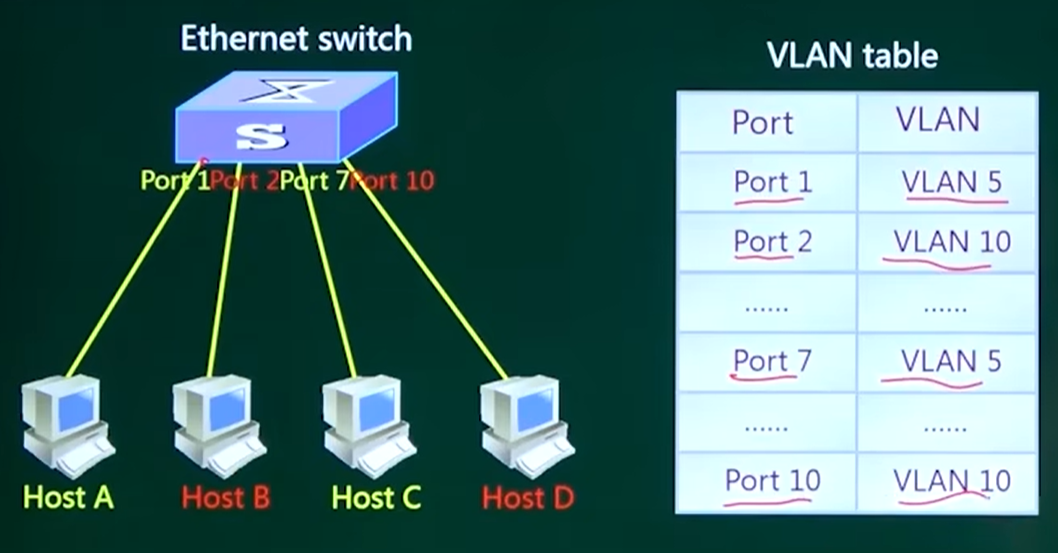 Ethernet switch
S
Port 1 Port 2 Port 7 Port 10
Host A Host B Host C Host D
VLAN table
Port VLAN
Port 1 VLAN 5
Port 2 VLAN 10
...... ......
Port 7 VLAN 5
...... ......
Port 10 VLAN 10